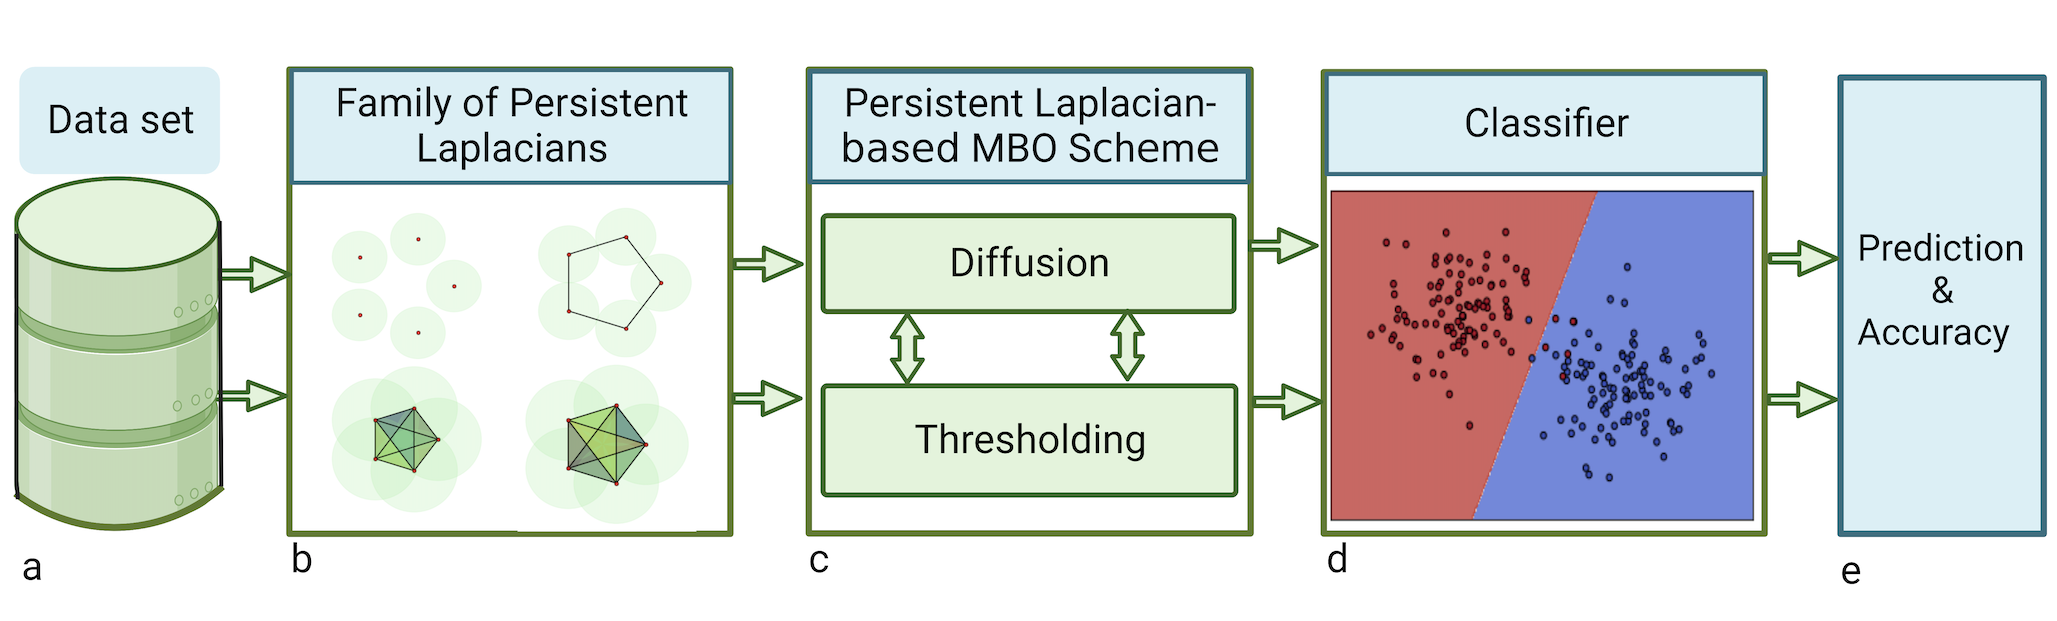 Data set
Family of Persistent
Laplacians
Persistent Laplacian-
based MBO Scheme
Classifier
Diffusion
Thresholding
Prediction
&
Accuracy
a
b
c
d
e